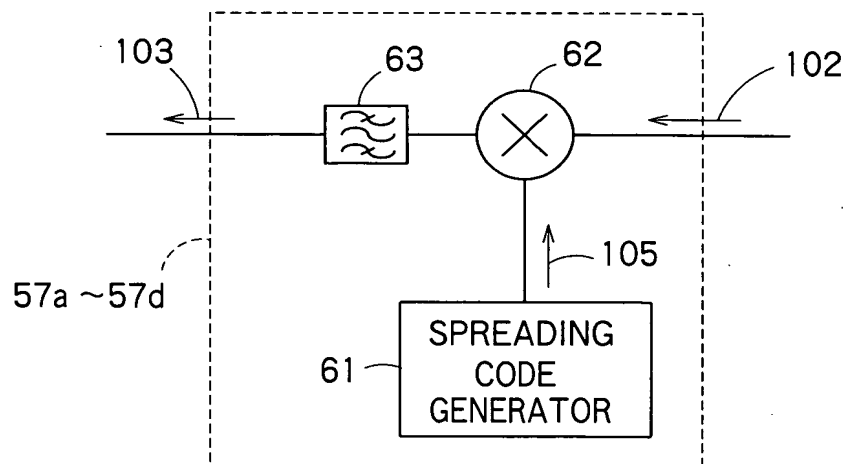 103
63
62
102
105
57a ~57d
61
SPREADING
CODE
GENERATOR